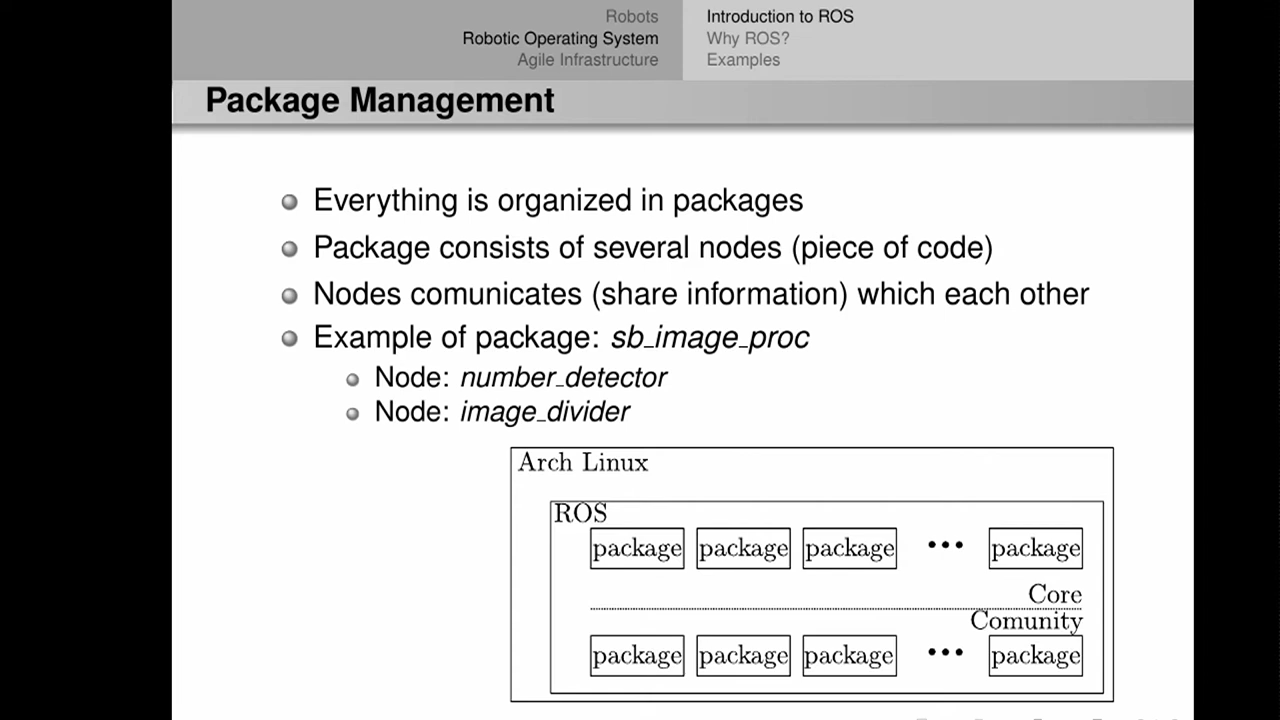 Robots
Robotic Operating System
Agile Infrastructure
Introduction to ROS
Why ROS?
Examples
Package Management
Everything is organized in packages
Package consists of several nodes (piece of code)
Nodes comunicates (share information) which each other
Example of package: sb_image_proc
Node: number_detector
Node: image_divider
Arch Linux
ROS
package package package ••• package
Core
Comunity
package package package ••• package